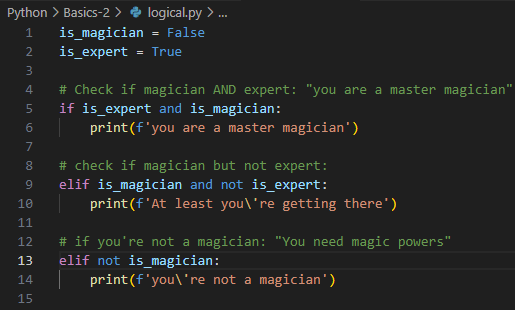 Python > Basics-2 > logical.py > ...
1 is_magician = False
2 is_expert = True
3
4 # Check if magician AND expert: "you are a master magician"
5 if is_expert and is_magician:
6     print(f'you are a master magician')
7
8 # check if magician but not expert:
9 elif is_magician and not is_expert:
10     print(f'At least you\'re getting there')
11
12 # if you're not a magician: "You need magic powers"
13 elif not is_magician:
14     print(f'you\'re not a magician')
15